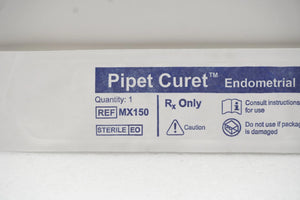 Pipet Curet™ Endometrial
Quantity: 1
REF MX150
STERILE EO
Rx Only
Caution
Consult instructions
for use
Do not use if package
is damaged